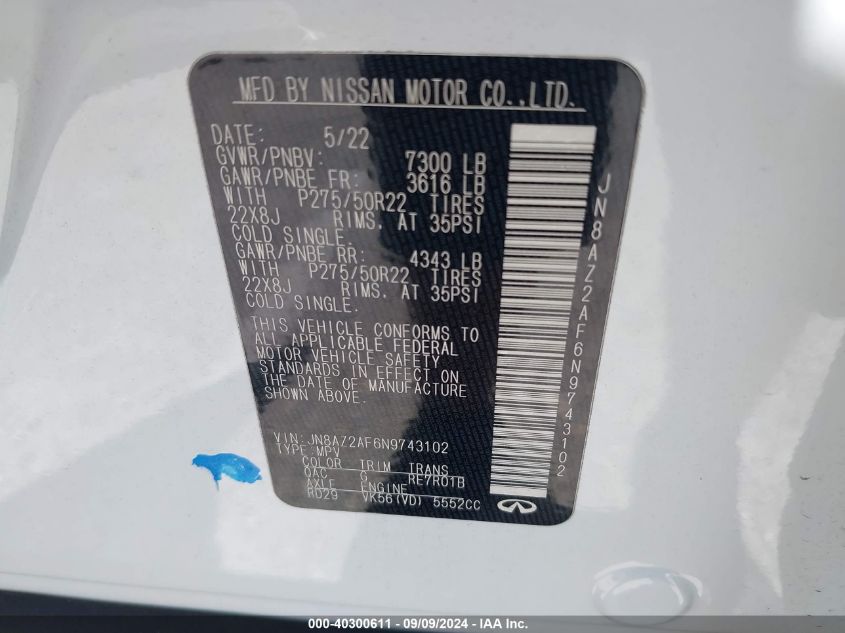 MFD BY NISSAN MOTOR CO.,LTD.
DATE: 5/22
GVWR/PNBV: 7300 LB
GAWR/PNBE FR: 3616 LB
WITH P275/50R22 TIRES
22X8J RIMS. AT 35PSI
COLD SINGLE.
GAWR/PNBE RR: 4343 LB
WITH P275/50R22 TIRES
22X8J RIMS. AT 35PSI
COLD SINGLE.
THIS VEHICLE CONFORMS TO
ALL APPLICABLE FEDERAL
MOTOR VEHICLE SAFETY
STANDARDS IN EFFECT ON
THE DATE OF MANUFACTURE
SHOWN ABOVE.
VIN:JN8AZ2AF6N9743102
TYPE:MPV
COLOR TRIM TRANS
QAC G RE7R01B
AXLE ENGINE
RD29 VK56(VD) 5552CC
JN8AZ2AF6N9743102
000-40300611 - 09/09/2024 - IAA Inc.